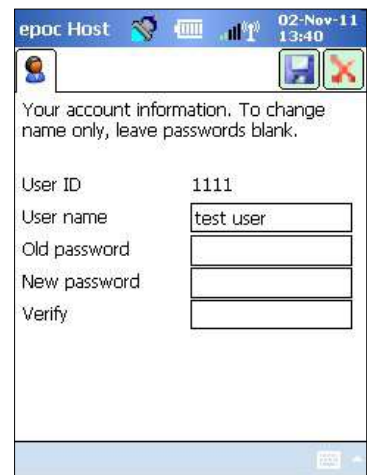 epoc Host
02-Nov-11
13:40
Your account information. To change
name only, leave passwords blank.
User ID 1111
User name test user
Old password
New password
Verify